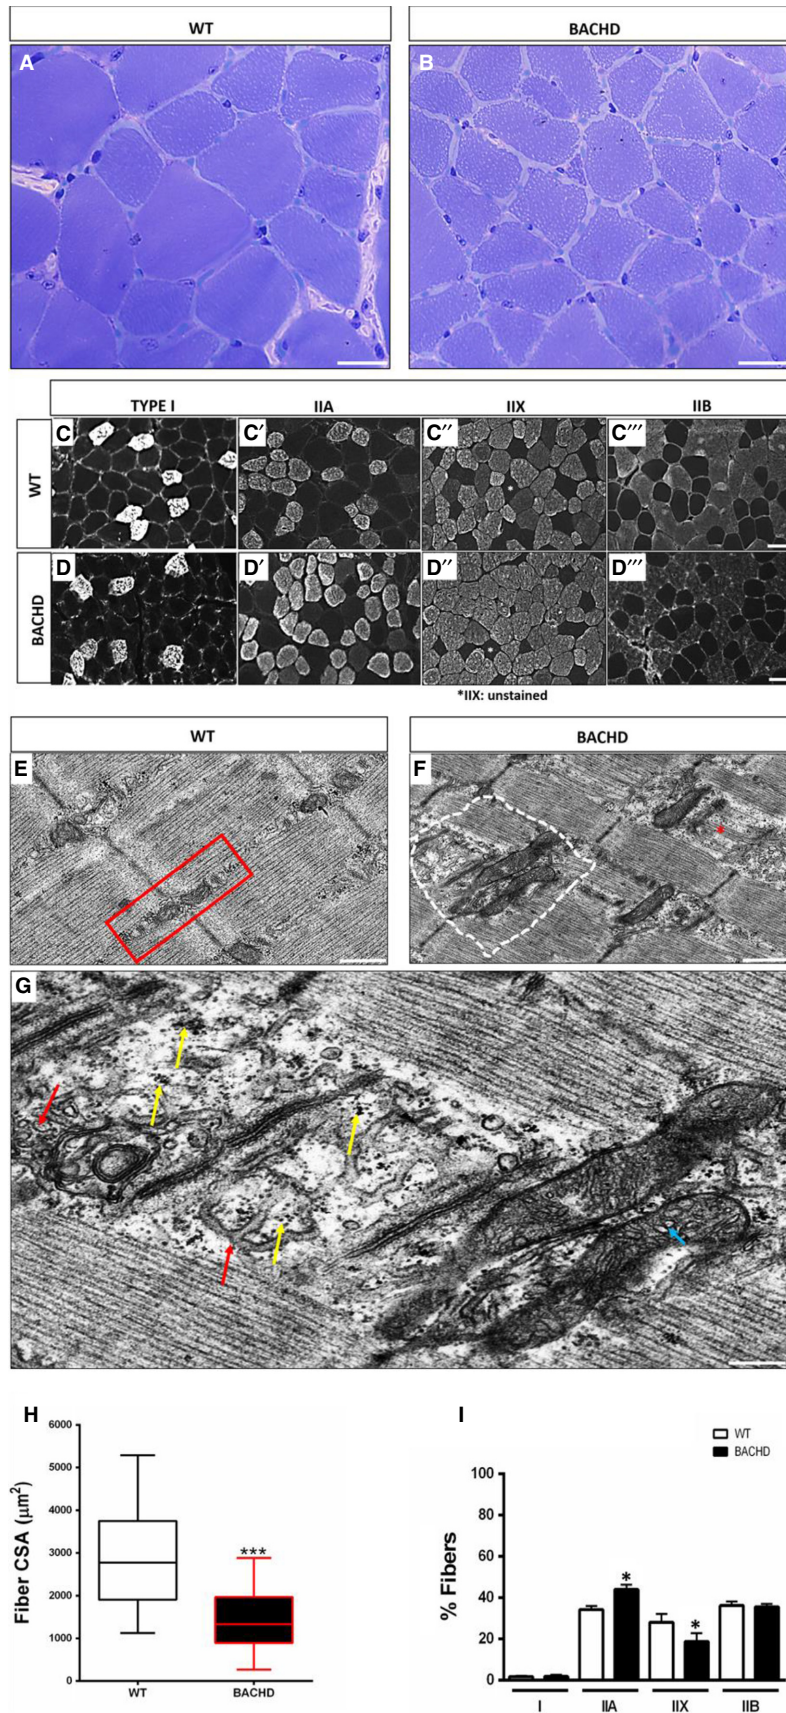 WT
BACHD
A
B
TYPE I
IIA
IIX
IIB
WT
C
C′
C″
C‴
BACHD
D
D′
D″
D‴
*IIX: unstained
WT
BACHD
E
F
*
G
H
Fiber CSA (μm²)
6000
5000
4000
3000
2000
1000
0
***
WT
BACHD
I
WT
BACHD
% Fibers
100
80
60
40
20
0
*
*
I
IIA
IIX
IIB